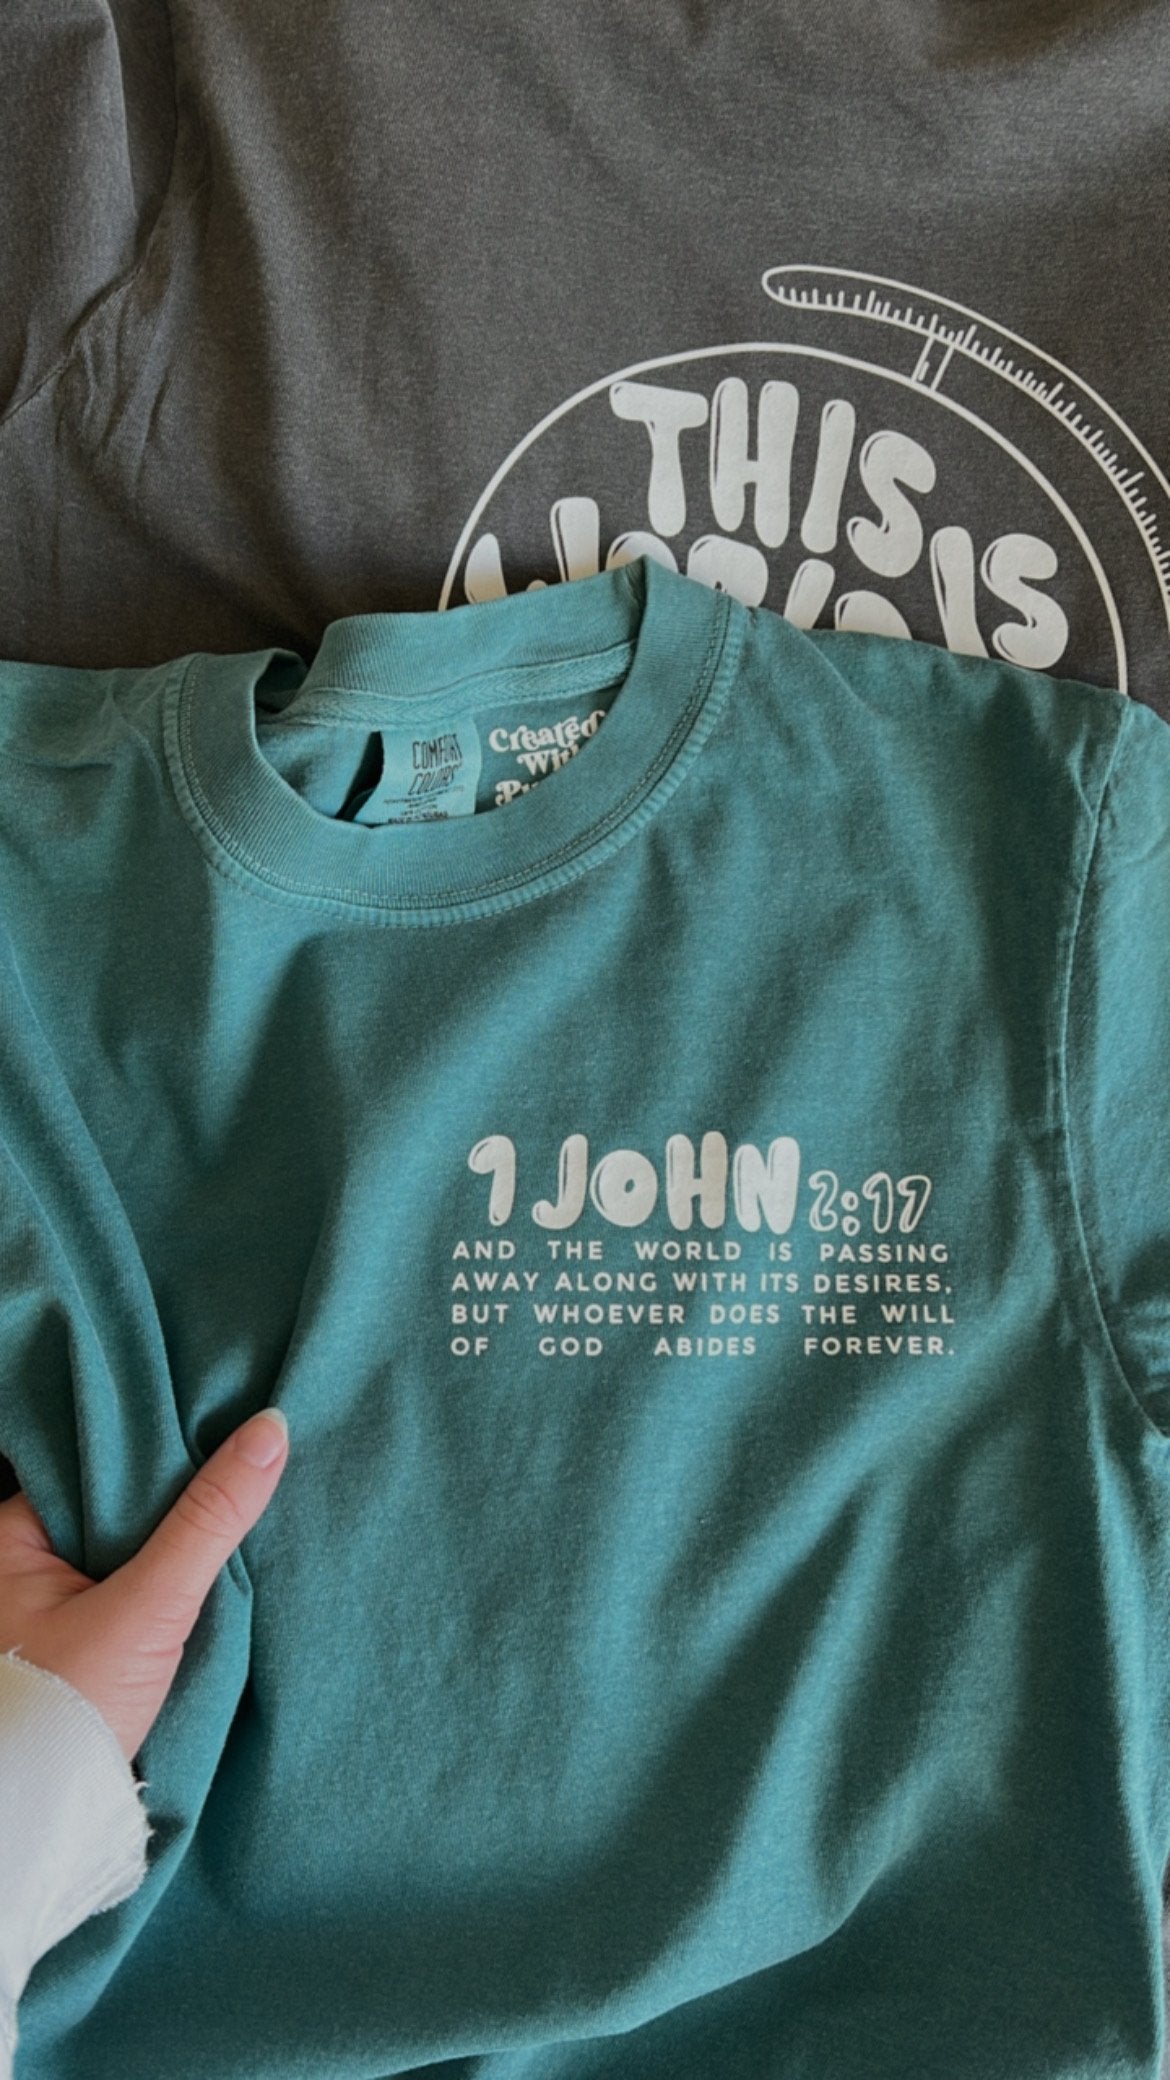 THIS
IS
COMFORT
COLORS
Created
1 JOHN 2:17
AND THE WORLD IS PASSING
AWAY ALONG WITH ITS DESIRES,
BUT WHOEVER DOES THE WILL
OF GOD ABIDES FOREVER.